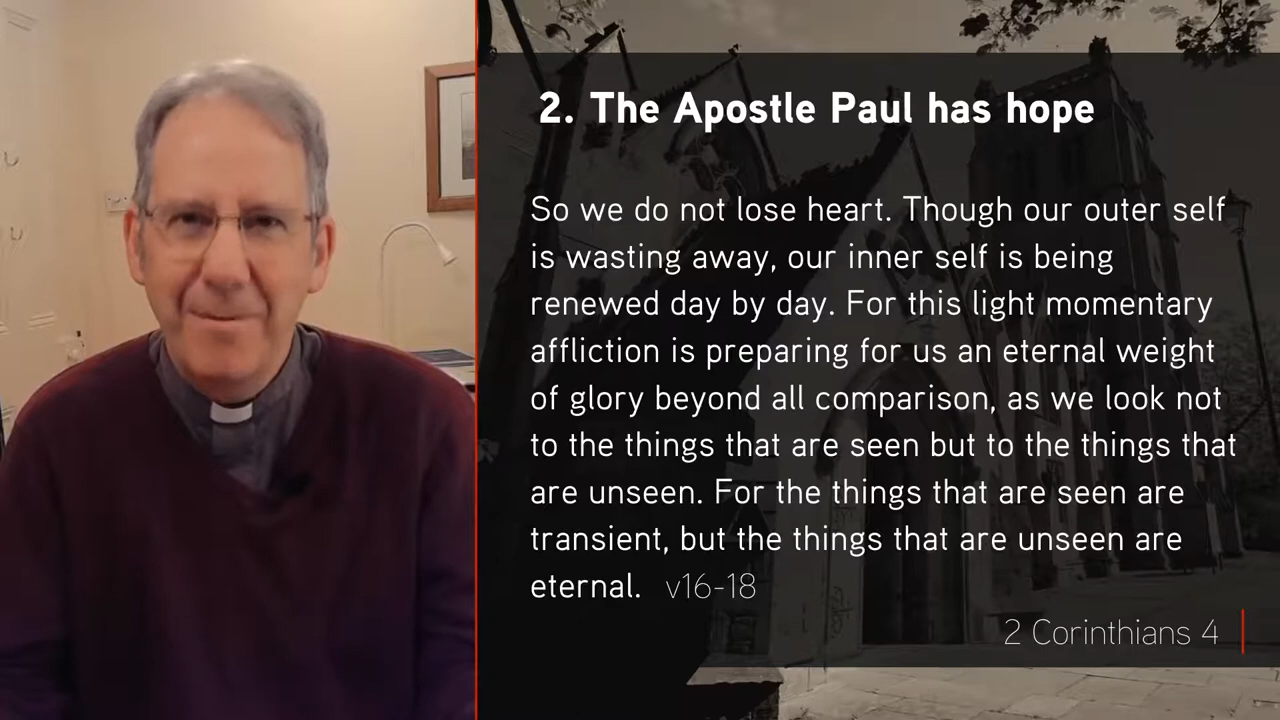 2. The Apostle Paul has hope
So we do not lose heart. Though our outer self
is wasting away, our inner self is being
renewed day by day. For this light momentary
affliction is preparing for us an eternal weight
of glory beyond all comparison, as we look not
to the things that are seen but to the things that
are unseen. For the things that are seen are
transient, but the things that are unseen are
eternal. v16-18
2 Corinthians 4